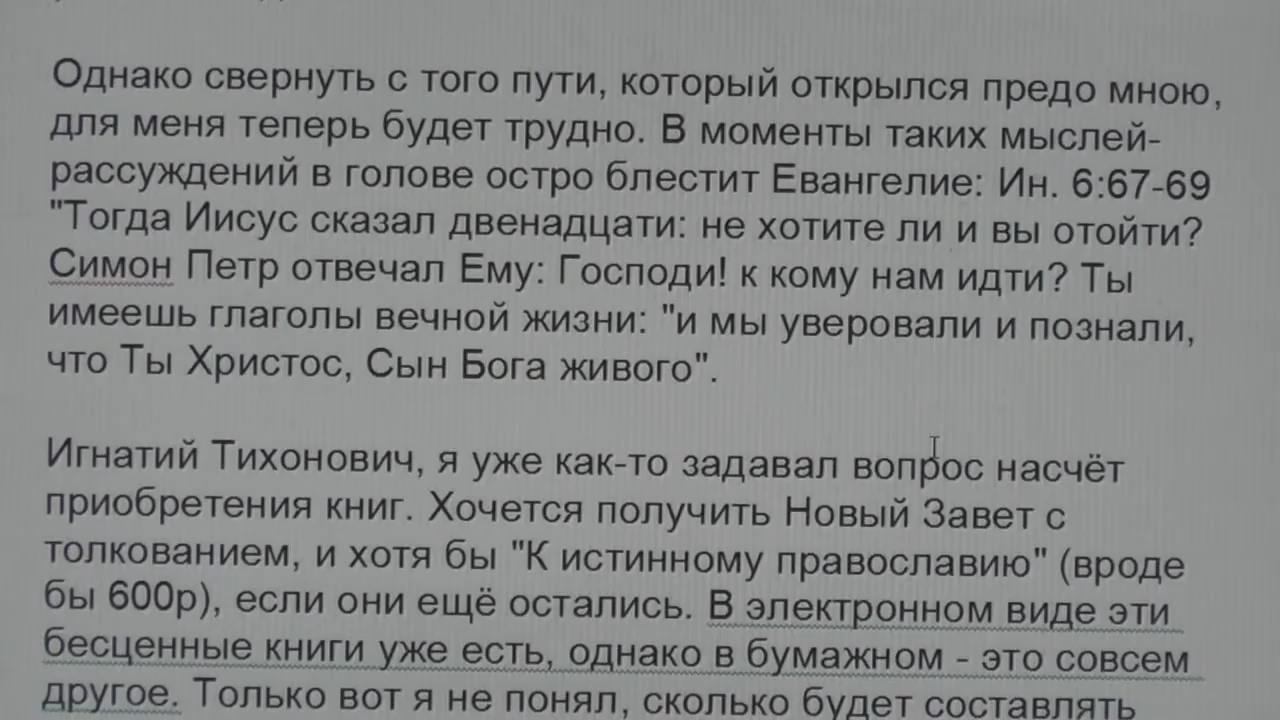 Однако свернуть с того пути, который открылся предо мною,
для меня теперь будет трудно. В моменты таких мыслей-
рассуждений в голове остро блестит Евангелие: Ин. 6:67-69
"Тогда Иисус сказал двенадцати: не хотите ли и вы отойти?
Симон Петр отвечал Ему: Господи! к кому нам идти? Ты
имеешь глаголы вечной жизни: "и мы уверовали и познали,
что Ты Христос, Сын Бога живого".
Игнатий Тихонович, я уже как-то задавал вопрос насчёт
приобретения книг. Хочется получить Новый Завет с
толкованием, и хотя бы "К истинному православию" (вроде
бы 600р), если они ещё остались. В электронном виде эти
бесценные книги уже есть, однако в бумажном - это совсем
другое. Только вот я не понял, сколько будет составлять